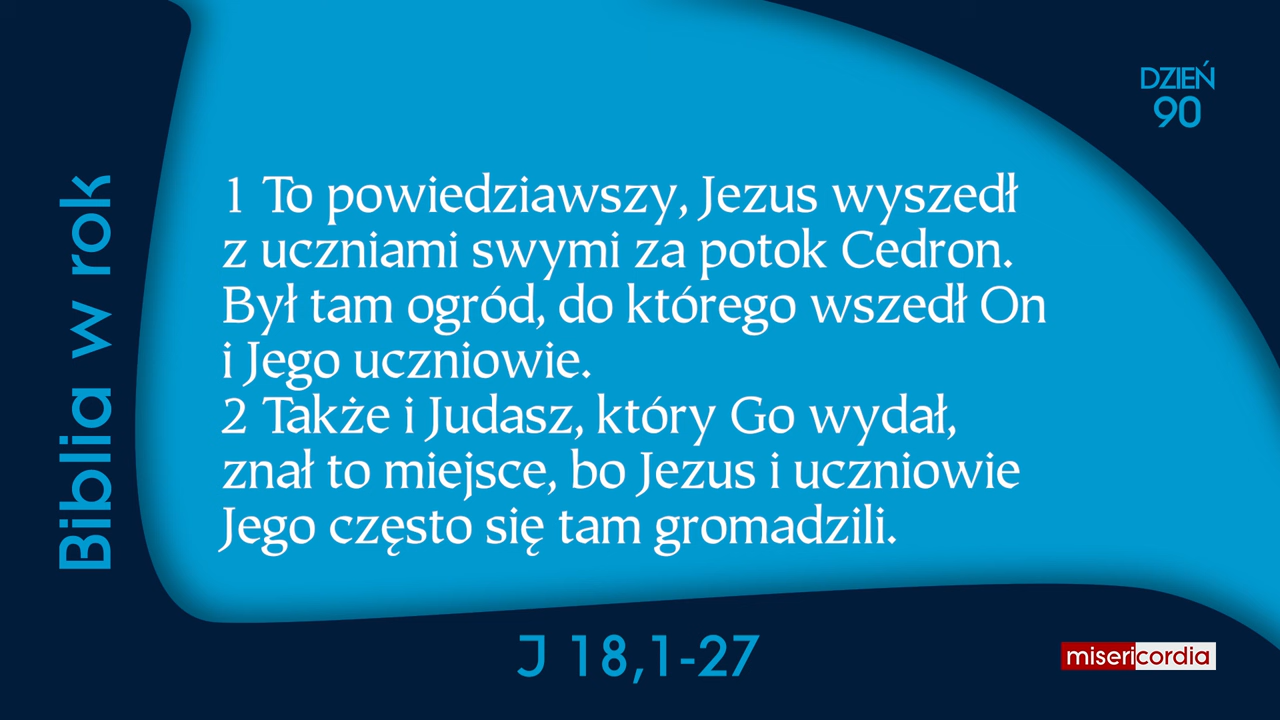 DZIEŃ
90
Biblia w rok
1 To powiedziawszy, Jezus wyszedł
z uczniami swymi za potok Cedron.
Był tam ogród, do którego wszedł On
i Jego uczniowie.
2 Także i Judasz, który Go wydał,
znał to miejsce, bo Jezus i uczniowie
Jego często się tam gromadzili.
J 18,1-27
misericordia